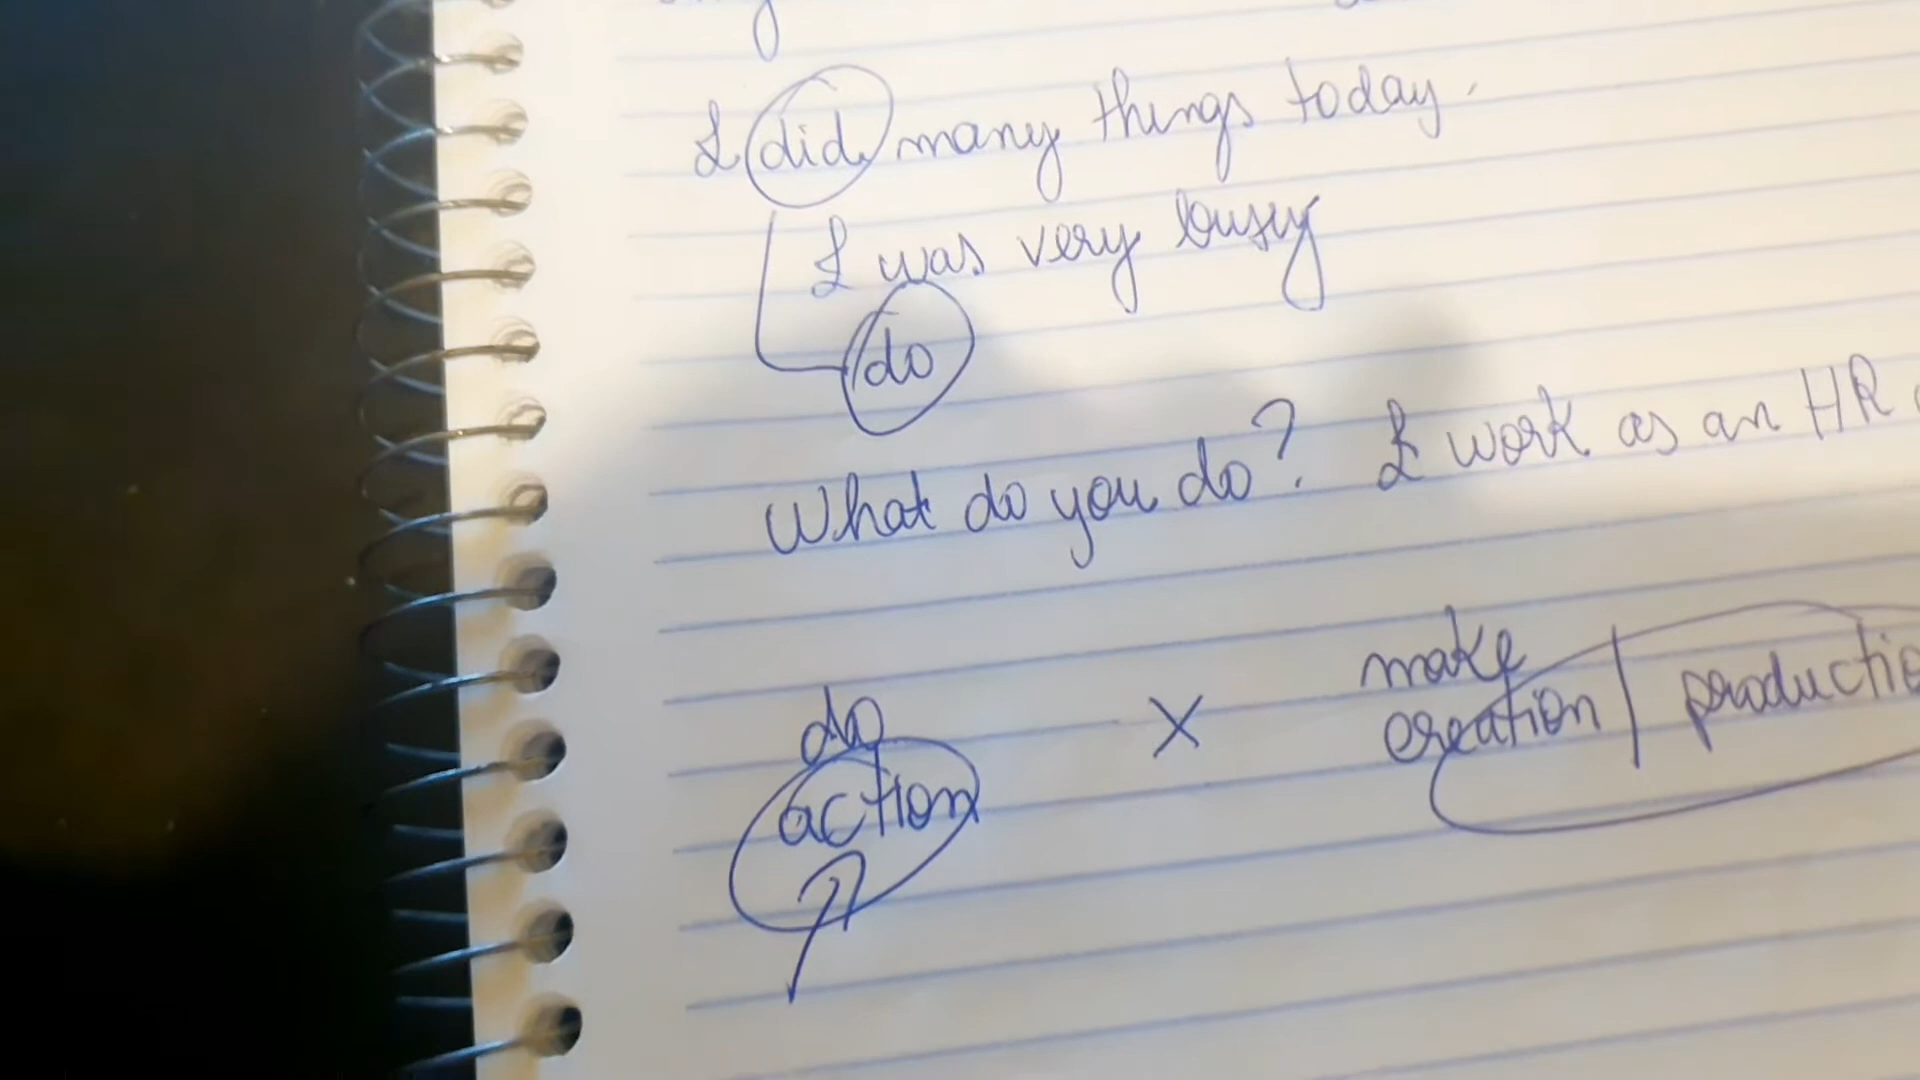 I did many things today.
I was very busy
do
What do you do? I work as an HR
do X make
action creation | productio